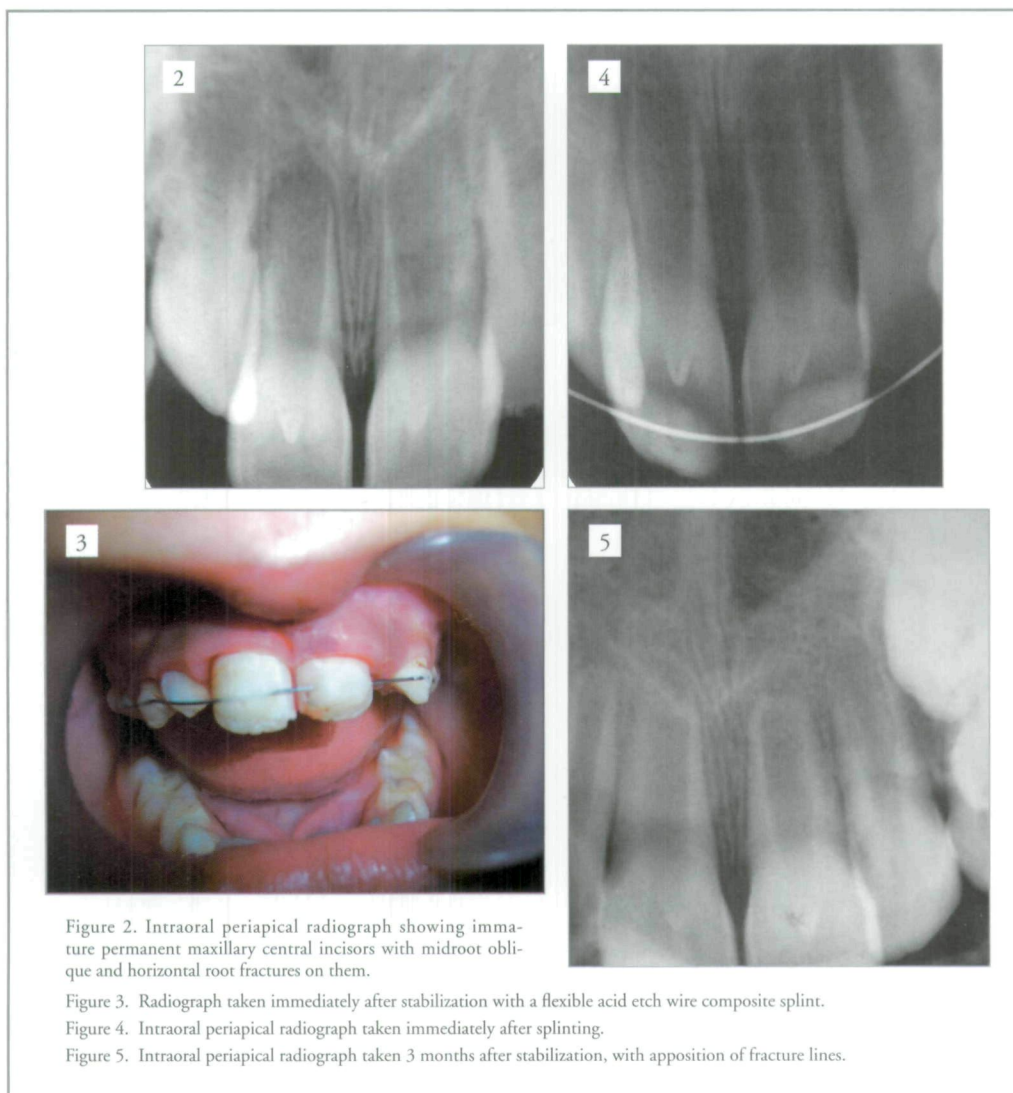 2
4
3
5
Figure 2. Intraoral periapical radiograph showing imma-
ture permanent maxillary central incisors with midroot obli-
que and horizontal root fractures on them.
Figure 3. Radiograph taken immediately after stabilization with a flexible acid etch wire composite splint.
Figure 4. Intraoral periapical radiograph taken immediately after splinting.
Figure 5. Intraoral periapical radiograph taken 3 months after stabilization, with apposition of fracture lines.